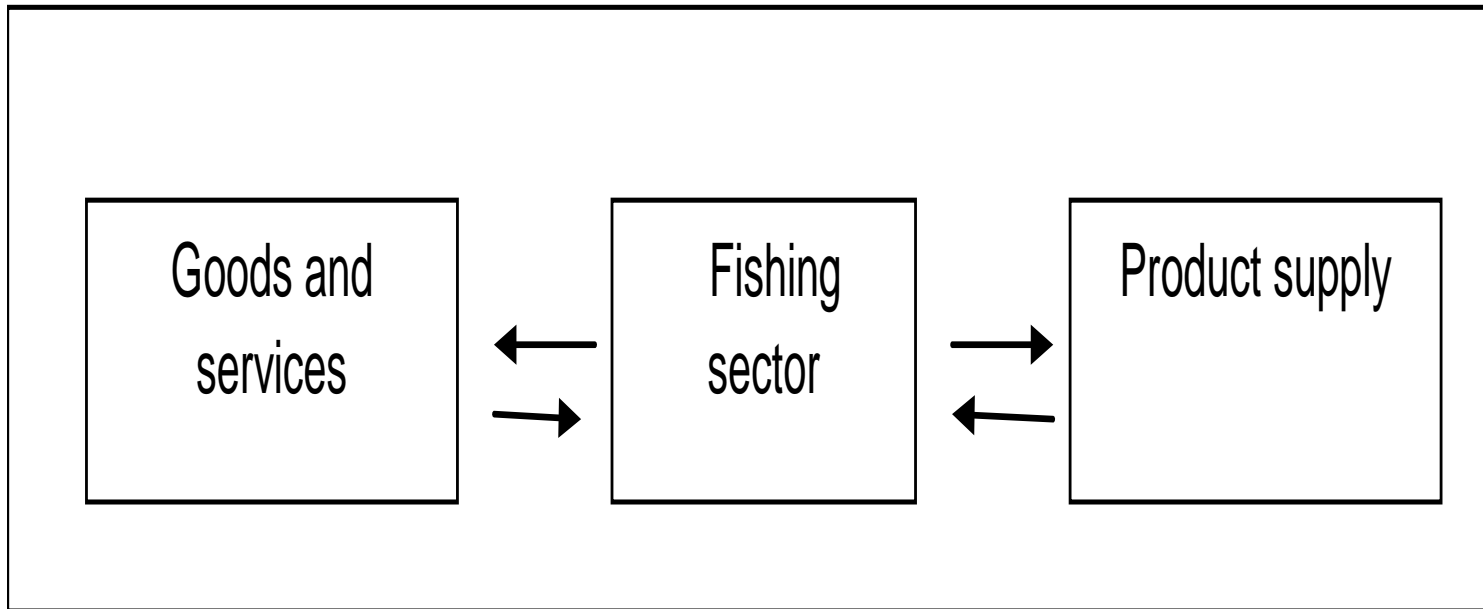 Goods and
services
Fishing
sector
Product supply